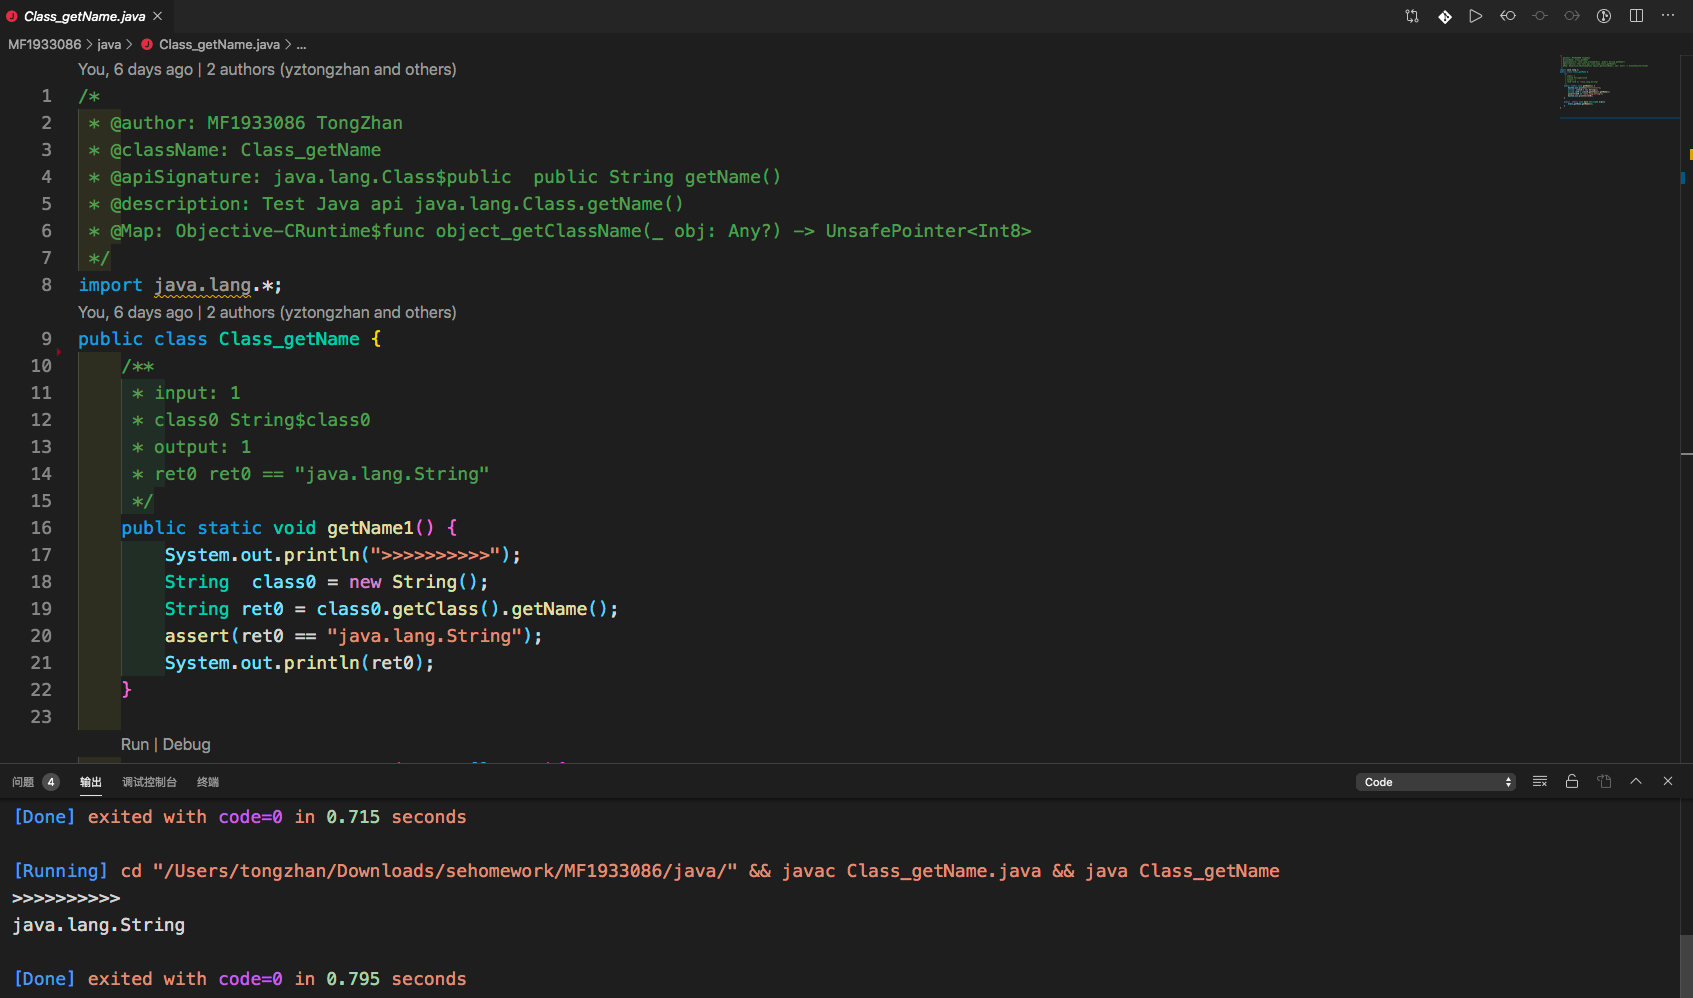 Class_getName.java
MF1933086 > java > Class_getName.java > ...
You, 6 days ago | 2 authors (yztongzhan and others)
1 /*
2 * @author: MF1933086 TongZhan
3 * @className: Class_getName
4 * @apiSignature: java.lang.Class$public  public String getName()
5 * @description: Test Java api java.lang.Class.getName()
6 * @Map: Objective-CRuntime$func object_getClassName(_ obj: Any?) -> UnsafePointer<Int8>
7 */
8 import java.lang.*;
You, 6 days ago | 2 authors (yztongzhan and others)
9 public class Class_getName {
10 /**
11 * input: 1
12 * class0 String$class0
13 * output: 1
14 * ret0 ret0 == "java.lang.String"
15 */
16 public static void getName1() {
17 System.out.println(">>>>>>>>>>");
18 String  class0 = new String();
19 String ret0 = class0.getClass().getName();
20 assert(ret0 == "java.lang.String");
21 System.out.println(ret0);
22 }
23
Run | Debug
问题 4 输出 调试控制台 终端 Code
[Done] exited with code=0 in 0.715 seconds
[Running] cd "/Users/tongzhan/Downloads/sehomework/MF1933086/java/" && javac Class_getName.java && java Class_getName
>>>>>>>>>>
java.lang.String
[Done] exited with code=0 in 0.795 seconds